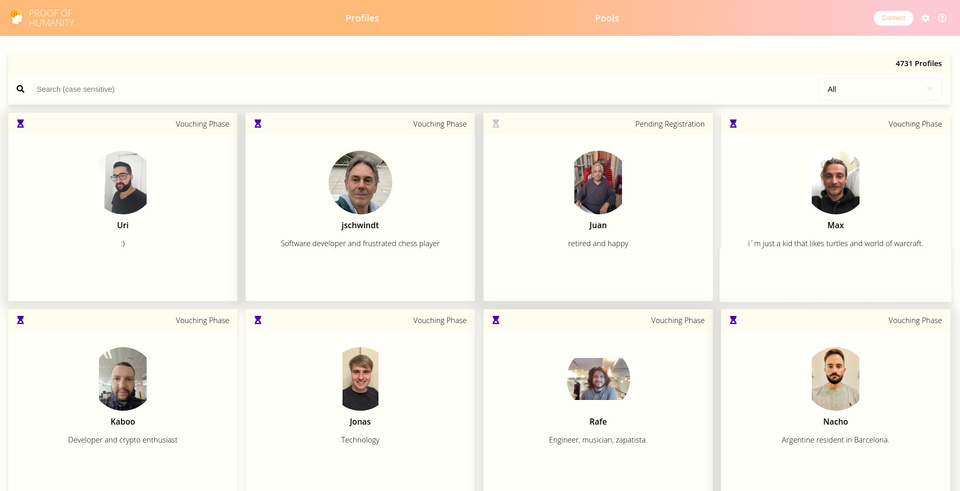 PROOF OF
HUMANITY
Profiles
Pools
Connect
4731 Profiles
Search (case sensitive)
All
Vouching Phase
Uri
:)
Vouching Phase
jschwindt
Software developer and frustrated chess player
Pending Registration
Juan
retired and happy
Vouching Phase
Max
i´m just a kid that likes turtles and world of warcraft.
Vouching Phase
Kaboo
Developer and crypto enthusiast
Vouching Phase
Jonas
Technology
Vouching Phase
Rafe
Engineer, musician, zapatista.
Vouching Phase
Nacho
Argentine resident in Barcelona.